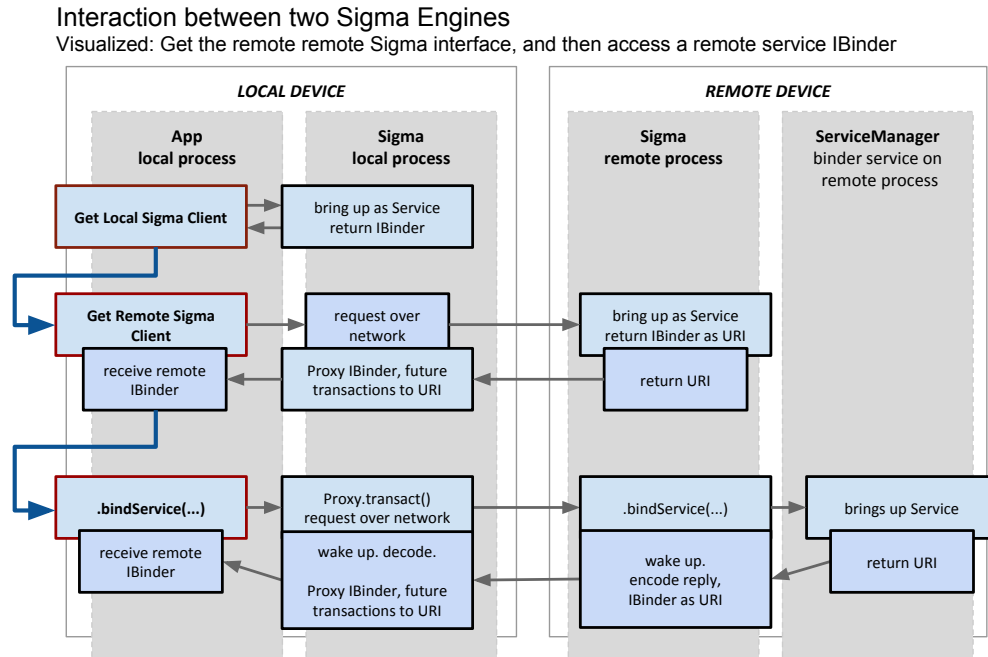 Interaction between two Sigma Engines
Visualized: Get the remote remote Sigma interface, and then access a remote service IBinder
LOCAL DEVICE
REMOTE DEVICE
App
local process
Sigma
local process
Sigma
remote process
ServiceManager
binder service on
remote process
Get Local Sigma Client
bring up as Service
return IBinder
Get Remote Sigma
Client
request over
network
bring up as Service
return IBinder as URI
receive remote
IBinder
Proxy IBinder, future
transactions to URI
return URI
.bindService(...)
Proxy.transact()
request over network
.bindService(...)
brings up Service
receive remote
IBinder
wake up. decode.
Proxy IBinder, future
transactions to URI
wake up.
encode reply,
IBinder as URI
return URI